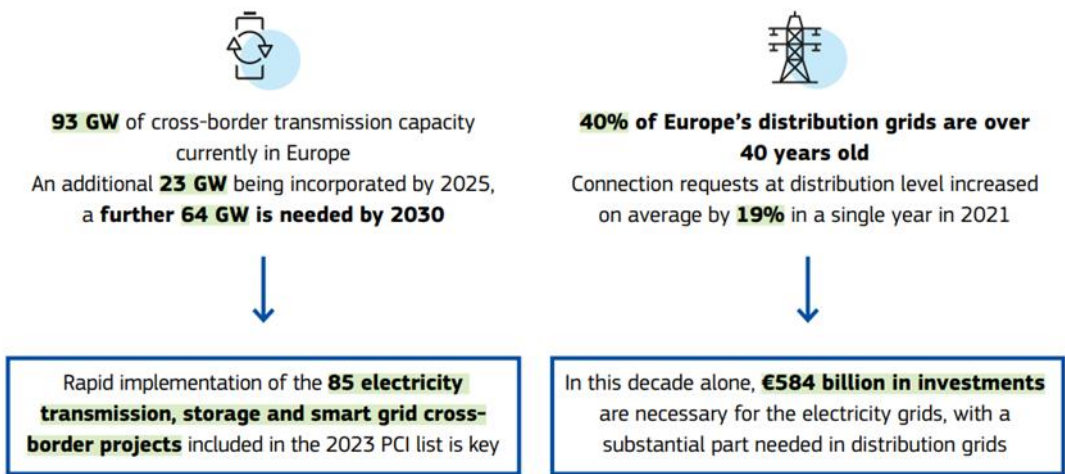 93 GW of cross-border transmission capacity
currently in Europe
An additional 23 GW being incorporated by 2025,
a further 64 GW is needed by 2030
Rapid implementation of the 85 electricity
transmission, storage and smart grid cross-
border projects included in the 2023 PCI list is key
40% of Europe's distribution grids are over
40 years old
Connection requests at distribution level increased
on average by 19% in a single year in 2021
In this decade alone, €584 billion in investments
are necessary for the electricity grids, with a
substantial part needed in distribution grids